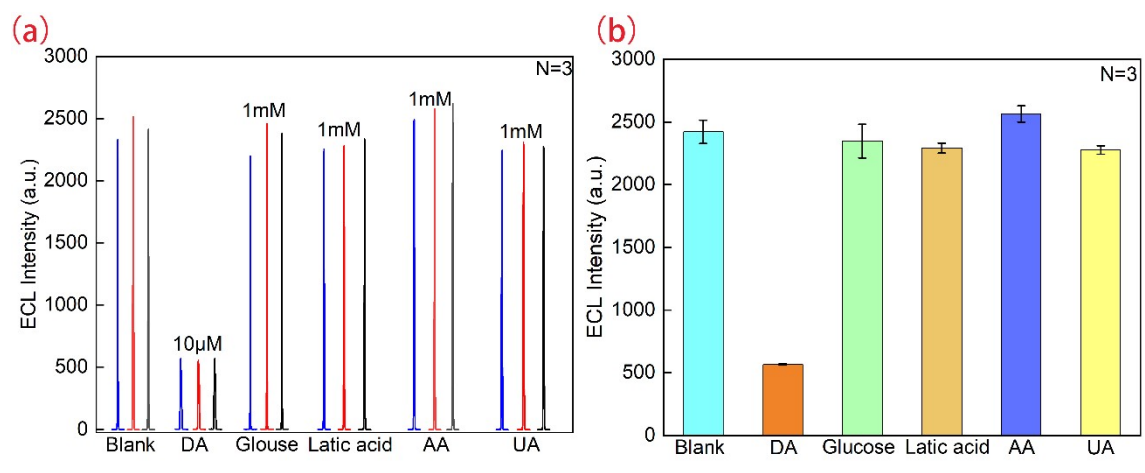 (a)
N=3
3000
2500
2000
1500
1000
500
0
ECL Intensity (a.u.)
10μM
1mM
1mM
1mM
1mM
Blank DA Glouse Latic acid AA UA
(b)
N=3
3000
2500
2000
1500
1000
500
0
ECL Intensity (a.u.)
Blank DA Glucose Latic acid AA UA